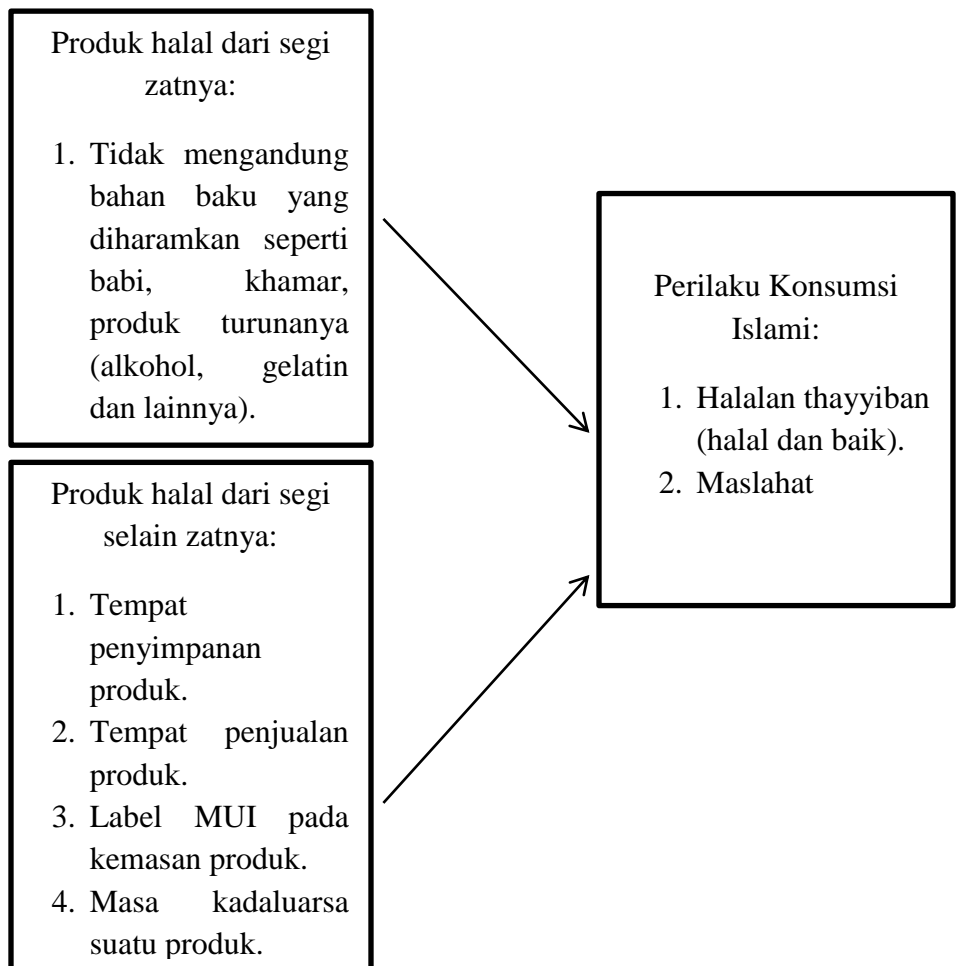 Produk halal dari segi
zatnya:
1. Tidak mengandung
bahan baku yang
diharamkan seperti
babi, khamar,
produk turunanya
(alkohol, gelatin
dan lainnya).
Produk halal dari segi
selain zatnya:
1. Tempat
penyimpanan
produk.
2. Tempat penjualan
produk.
3. Label MUI pada
kemasan produk.
4. Masa kadaluarsa
suatu produk.
Perilaku Konsumsi
Islami:
1. Halalan thayyiban
(halal dan baik).
2. Maslahat